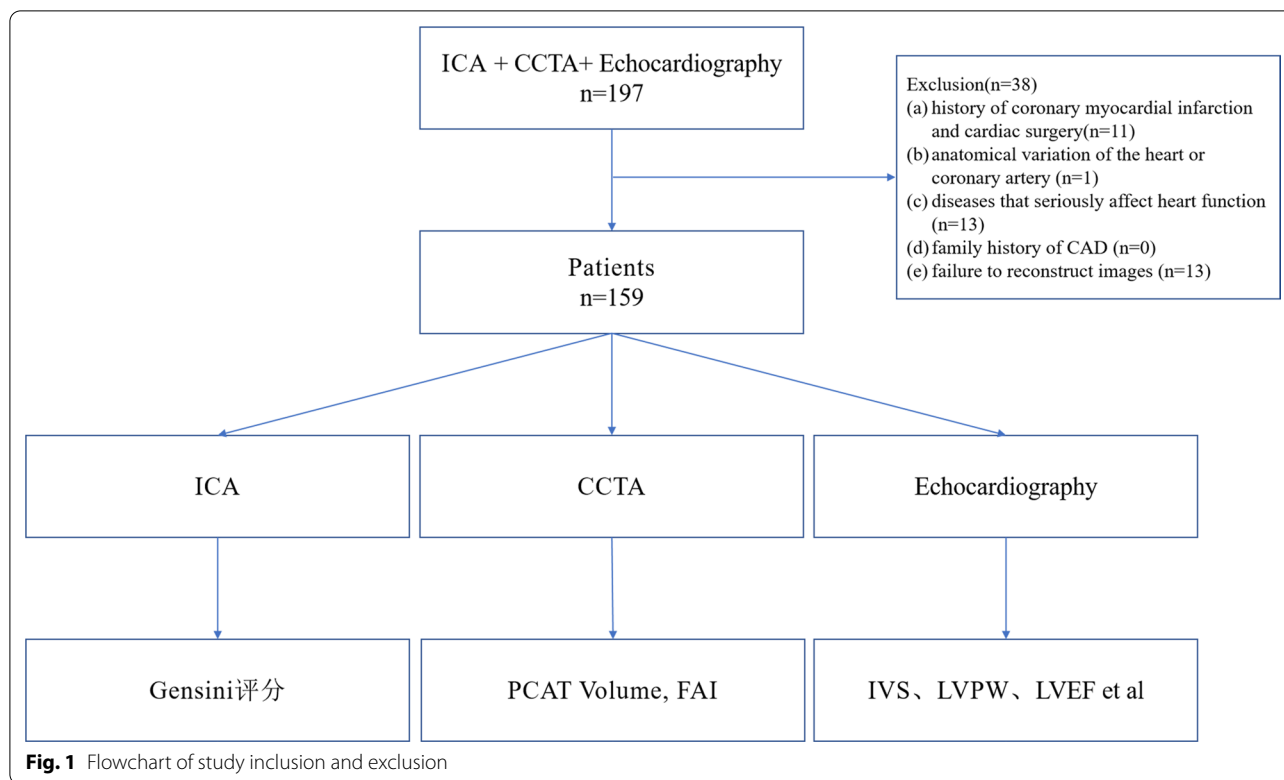 ICA + CCTA+ Echocardiography
n=197
Exclusion(n=38)
(a) history of coronary myocardial infarction
and cardiac surgery(n=11)
(b) anatomical variation of the heart or
coronary artery (n=1)
(c) diseases that seriously affect heart function
(n=13)
(d) family history of CAD (n=0)
(e) failure to reconstruct images (n=13)
Patients
n=159
ICA
CCTA
Echocardiography
Gensini评分
PCAT Volume, FAI
IVS、LVPW、LVEF et al
Fig. 1 Flowchart of study inclusion and exclusion